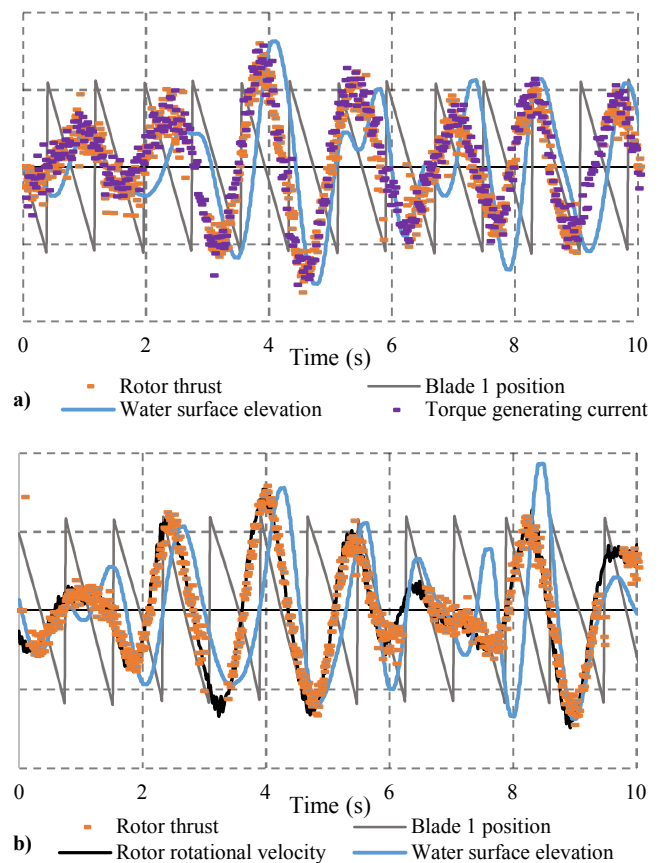 0 2 4 6 8 10
Time (s)
Rotor thrust Blade 1 position
a) Water surface elevation Torque generating current
0 2 4 6 8 10
Time (s)
Rotor thrust Blade 1 position
b) Rotor rotational velocity Water surface elevation